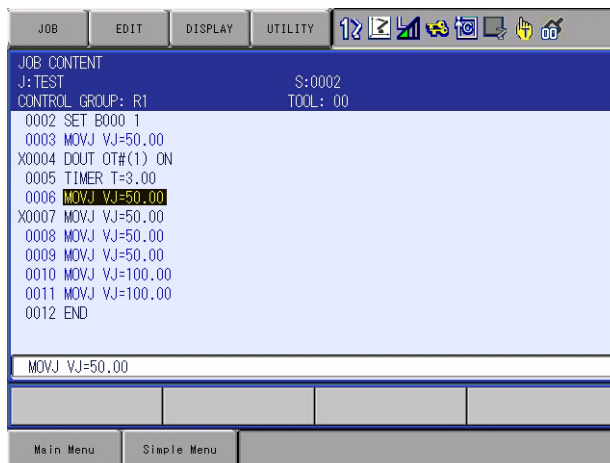 JOB EDIT DISPLAY UTILITY
JOB CONTENT
J:TEST S:0002
CONTROL GROUP: R1 TOOL: 00
0002 SET B000 1
0003 MOVJ VJ=50.00
X0004 DOUT OT#(1) ON
0005 TIMER T=3.00
0006 MOVJ VJ=50.00
X0007 MOVJ VJ=50.00
0008 MOVJ VJ=50.00
0009 MOVJ VJ=50.00
0010 MOVJ VJ=100.00
0011 MOVJ VJ=100.00
0012 END
MOVJ VJ=50.00
Main Menu Simple Menu